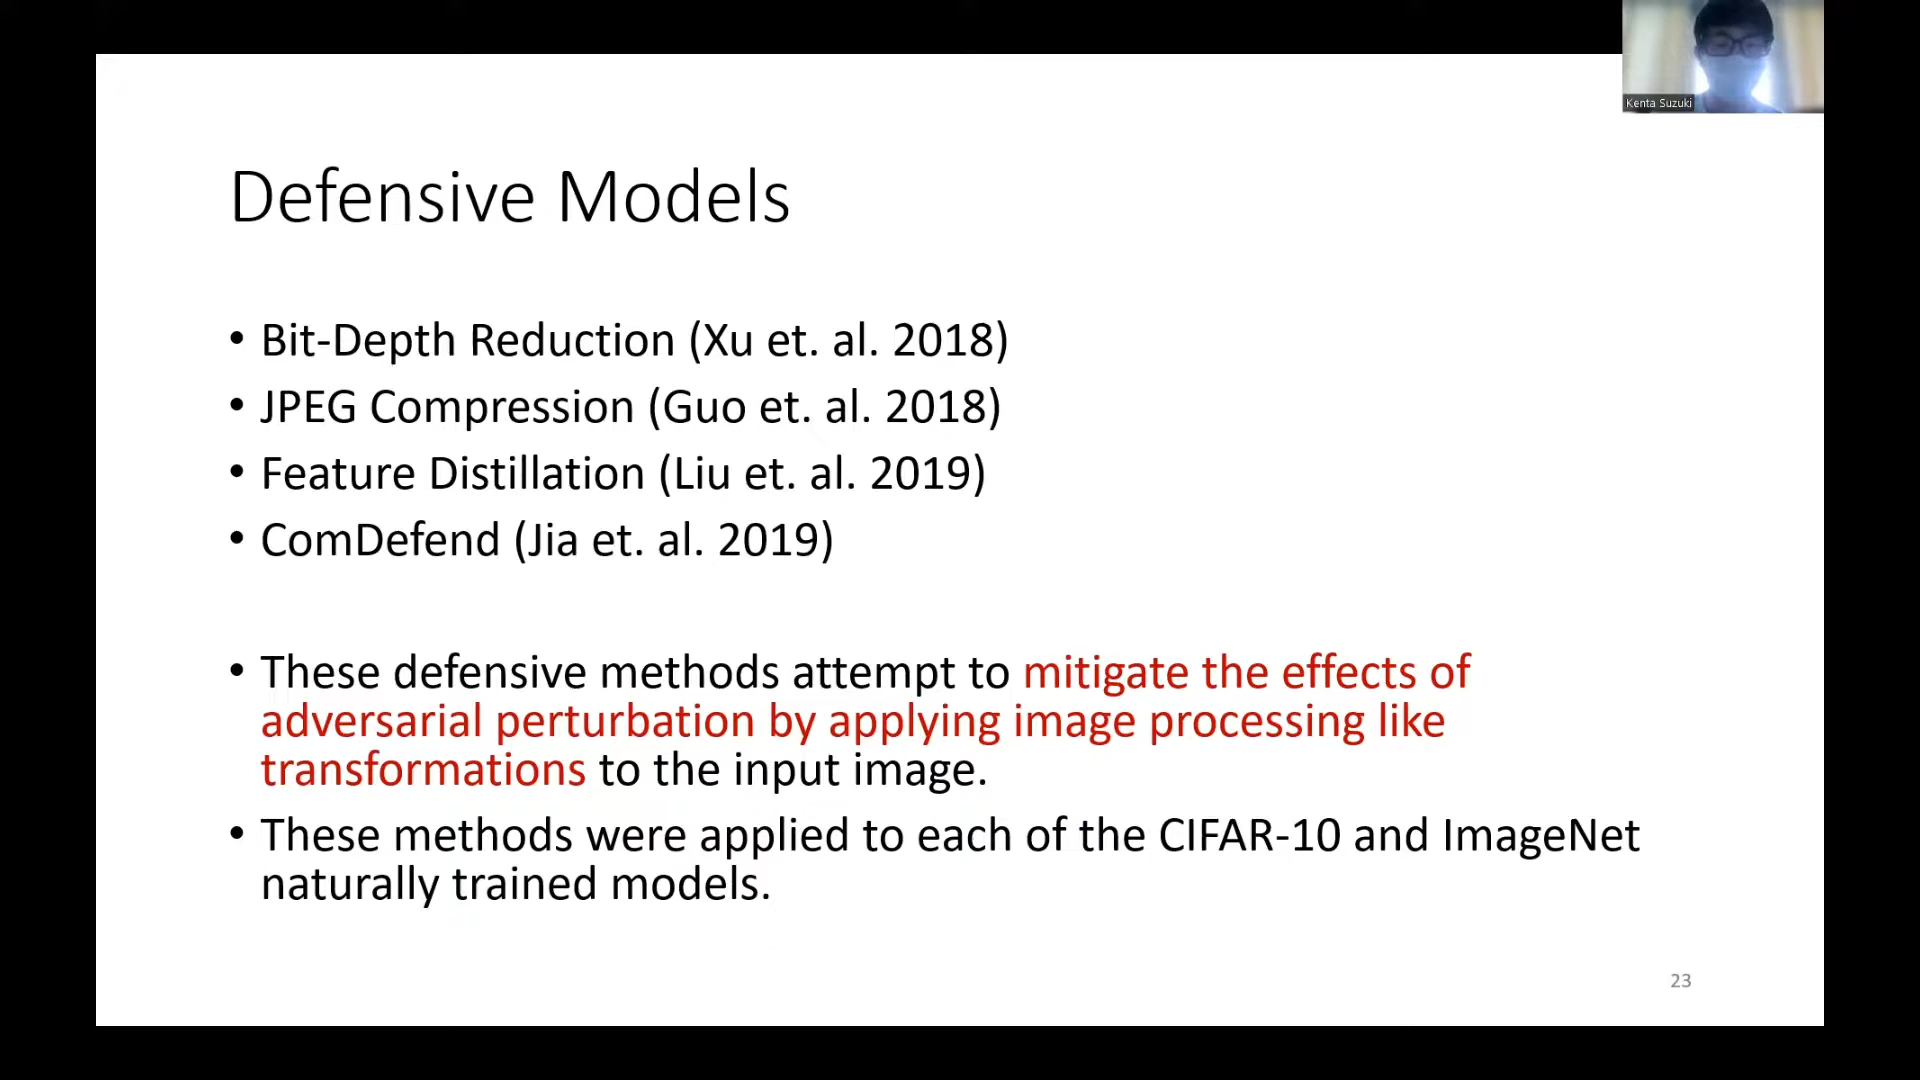 Kenta Suzuki
Defensive Models
• Bit-Depth Reduction (Xu et. al. 2018)
• JPEG Compression (Guo et. al. 2018)
• Feature Distillation (Liu et. al. 2019)
• ComDefend (Jia et. al. 2019)
• These defensive methods attempt to mitigate the effects of
adversarial perturbation by applying image processing like
transformations to the input image.
• These methods were applied to each of the CIFAR-10 and ImageNet
naturally trained models.
23